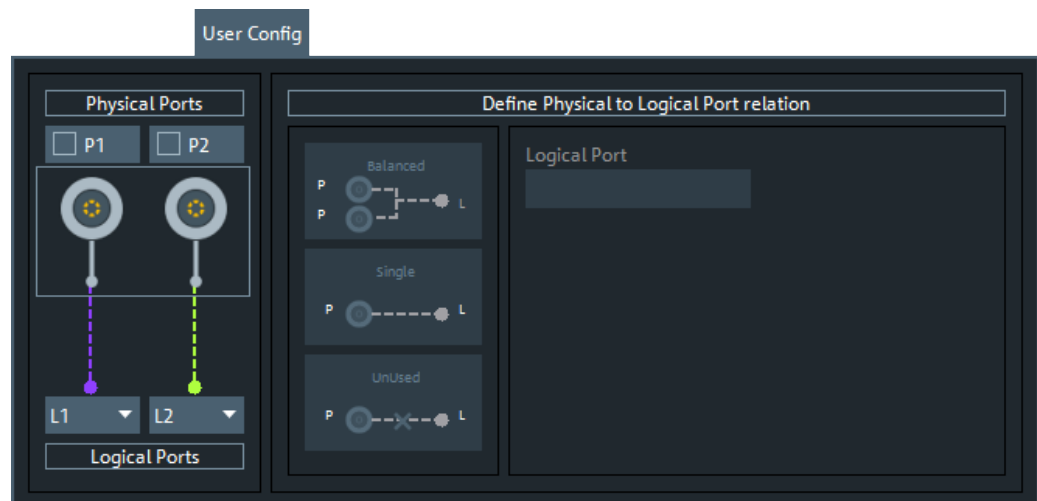 User Config
Physical Ports
P1
P2
L1
L2
Logical Ports
Define Physical to Logical Port relation
Balanced
P
P
L
Single
P
L
UnUsed
P
L
Logical Port